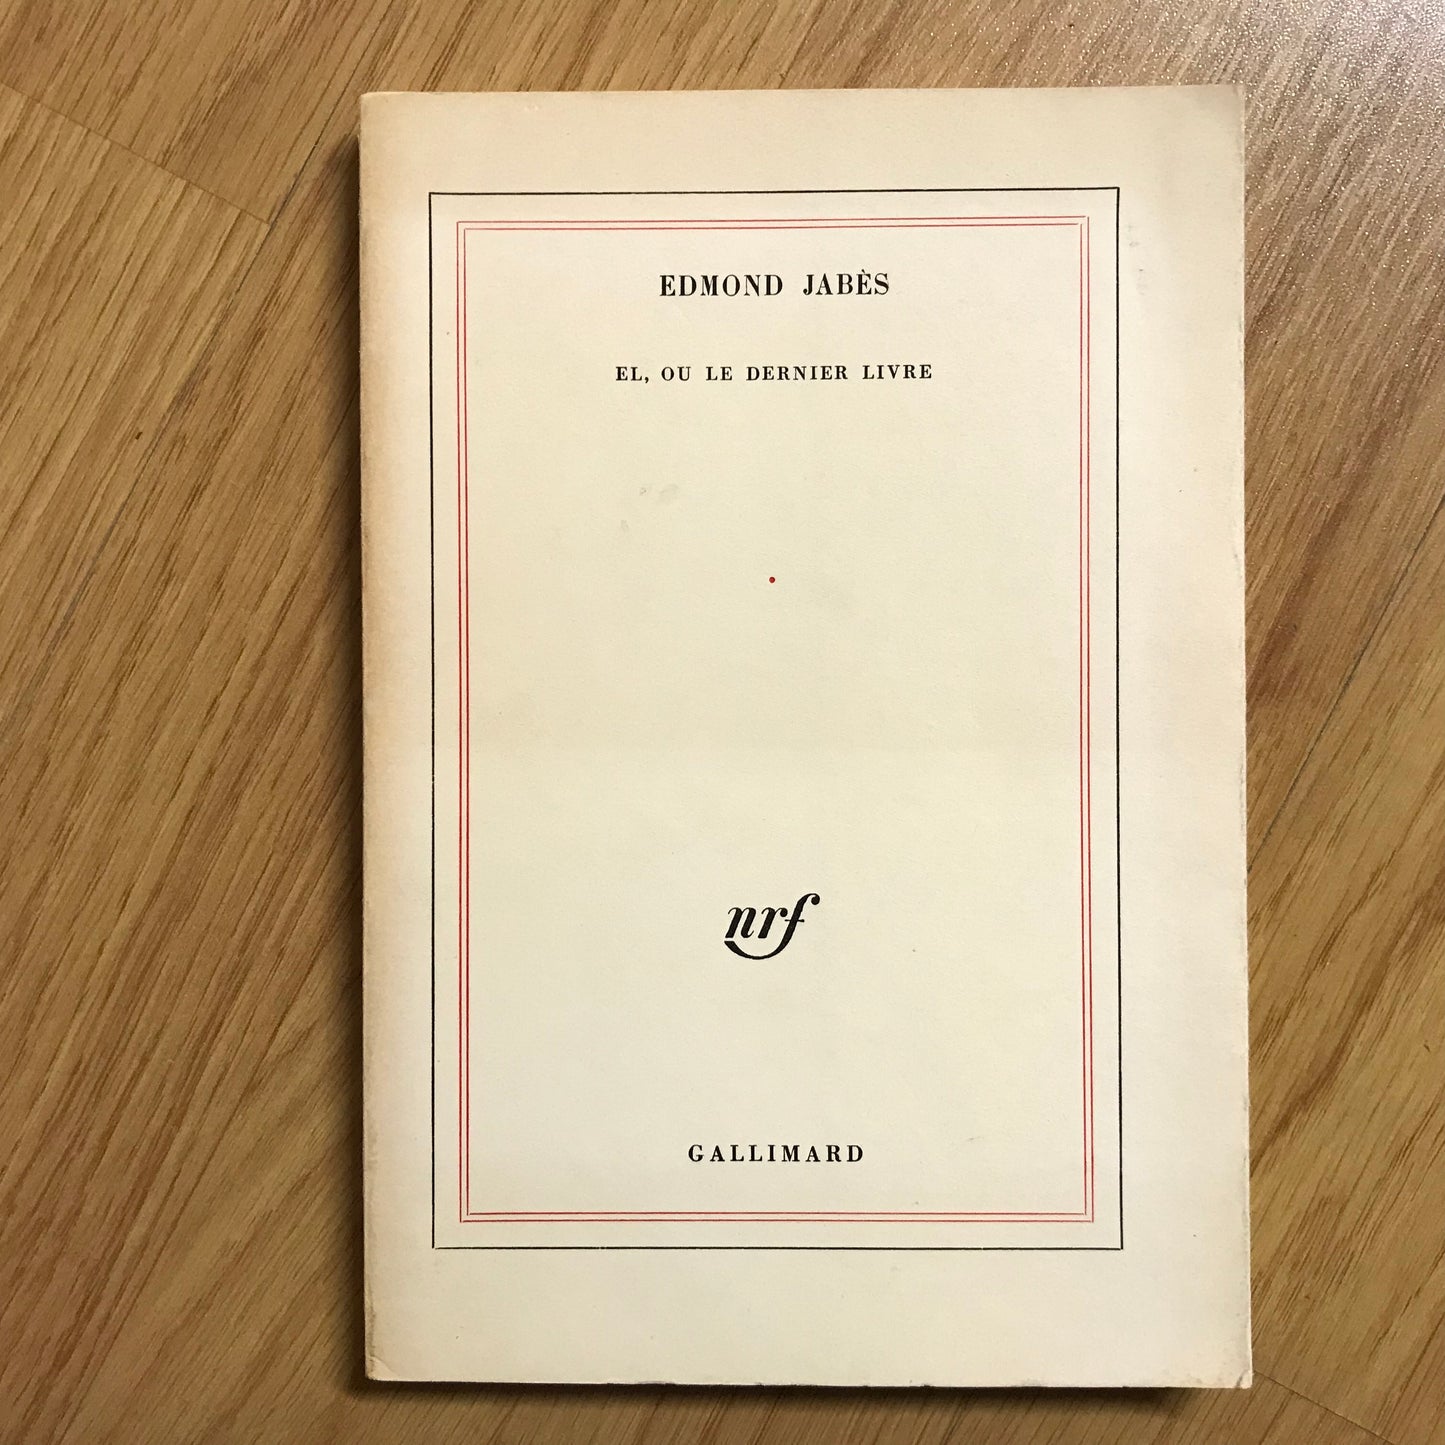 EDMOND JABÈS
EL, OU LE DERNIER LIVRE
•
nrf
GALLIMARD